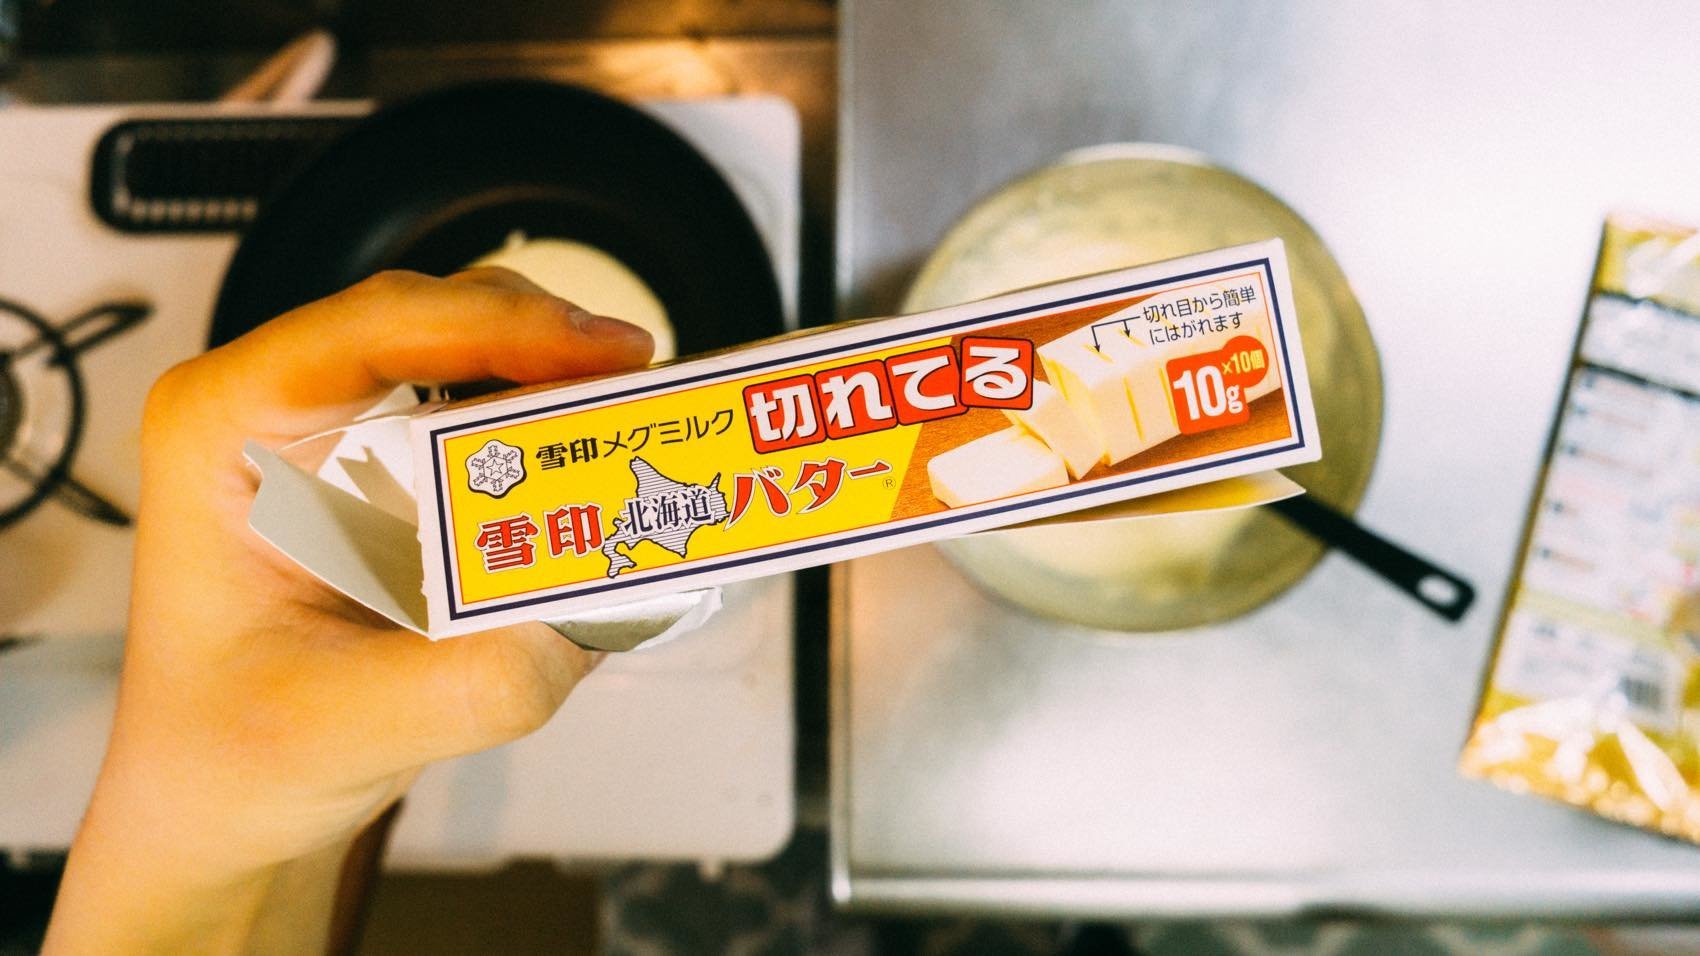 雪印メグミルク
切れてる
雪印北海道バター®
切れ目から簡単
にはがれます
10g×10個